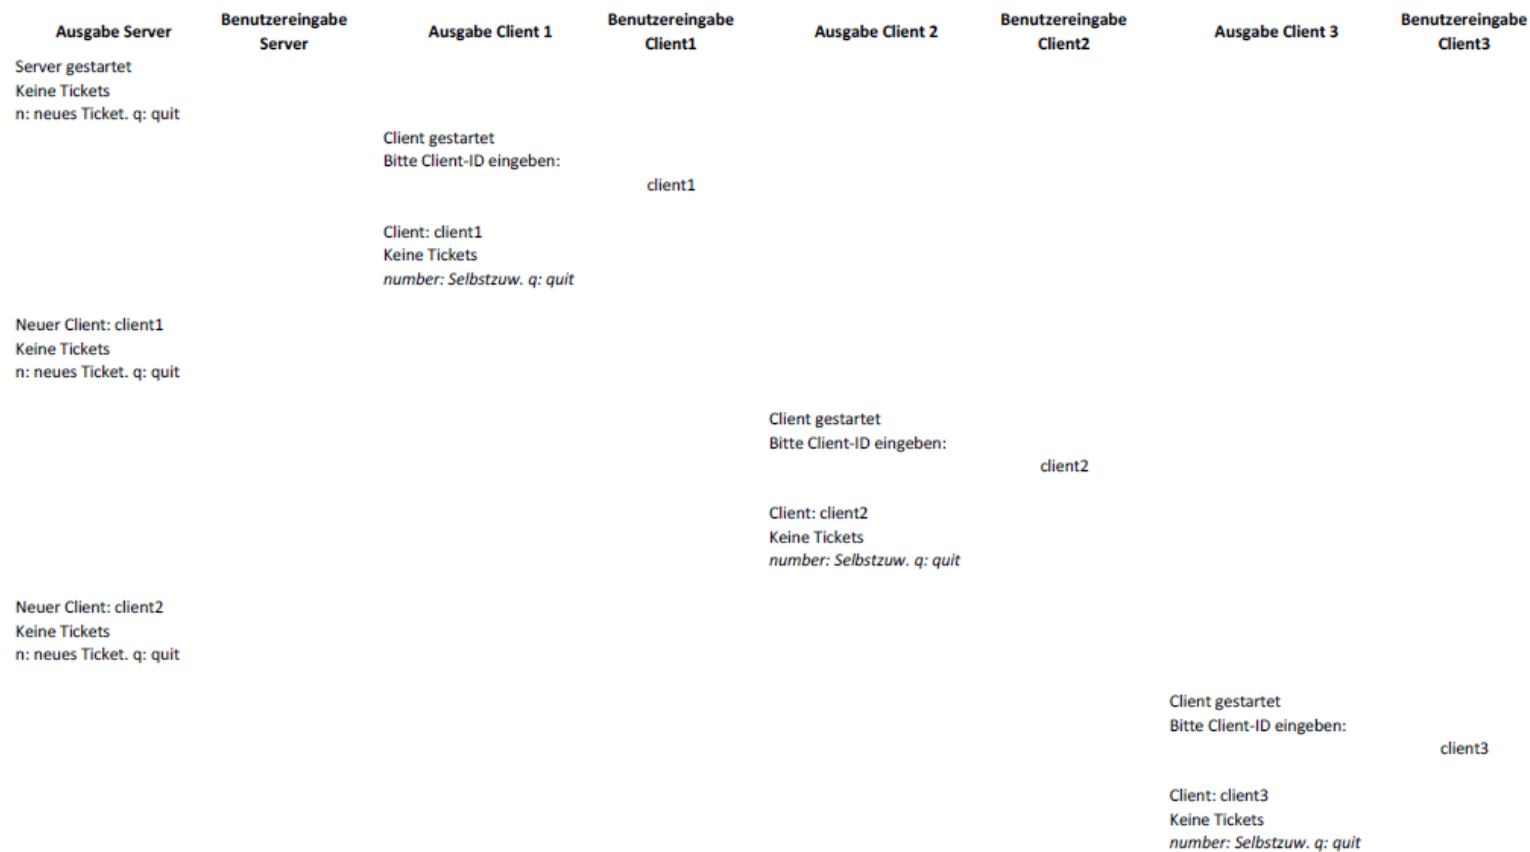 Ausgabe Server
Benutzereingabe
Server
Ausgabe Client 1
Benutzereingabe
Client1
Ausgabe Client 2
Benutzereingabe
Client2
Ausgabe Client 3
Benutzereingabe
Client3
Server gestartet
Keine Tickets
n: neues Ticket. q: quit
Client gestartet
Bitte Client-ID eingeben:
client1
Client: client1
Keine Tickets
number: Selbstzuw. q: quit
Neuer Client: client1
Keine Tickets
n: neues Ticket. q: quit
Client gestartet
Bitte Client-ID eingeben:
client2
Client: client2
Keine Tickets
number: Selbstzuw. q: quit
Neuer Client: client2
Keine Tickets
n: neues Ticket. q: quit
Client gestartet
Bitte Client-ID eingeben:
client3
Client: client3
Keine Tickets
number: Selbstzuw. q: quit